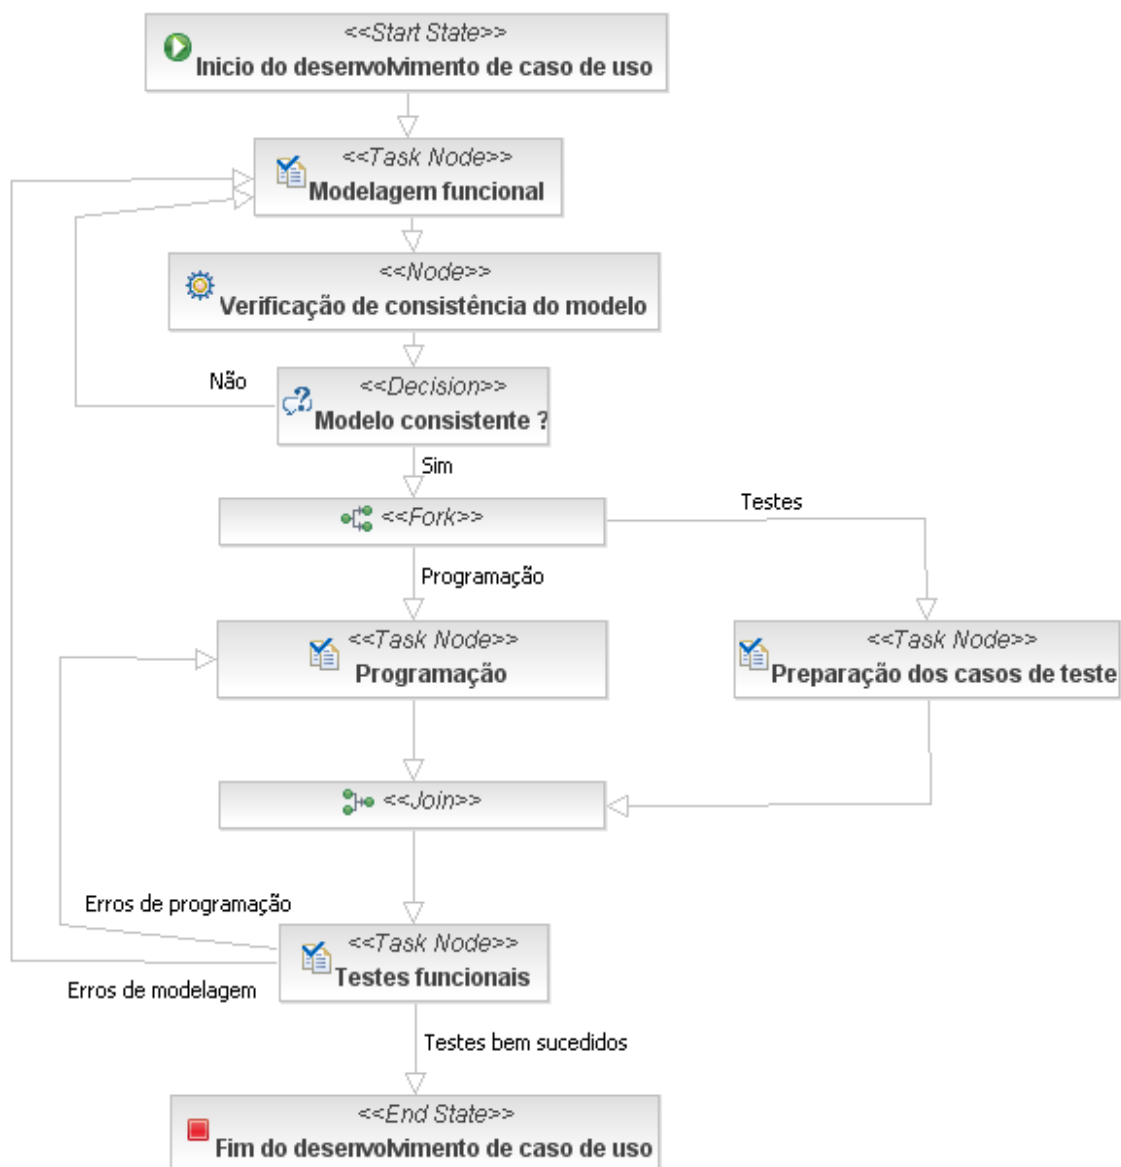 <<Start State>>
Inicio do desenvolvimento de caso de uso
<<Task Node>>
Modelagem funcional
<<Node>>
Verificação de consistência do modelo
Não
<<Decision>>
Modelo consistente ?
Sim
<<Fork>>
Testes
Programação
<<Task Node>>
Programação
<<Task Node>>
Preparação dos casos de teste
<<Join>>
Erros de programação
<<Task Node>>
Testes funcionais
Erros de modelagem
Testes bem sucedidos
<<End State>>
Fim do desenvolvimento de caso de uso